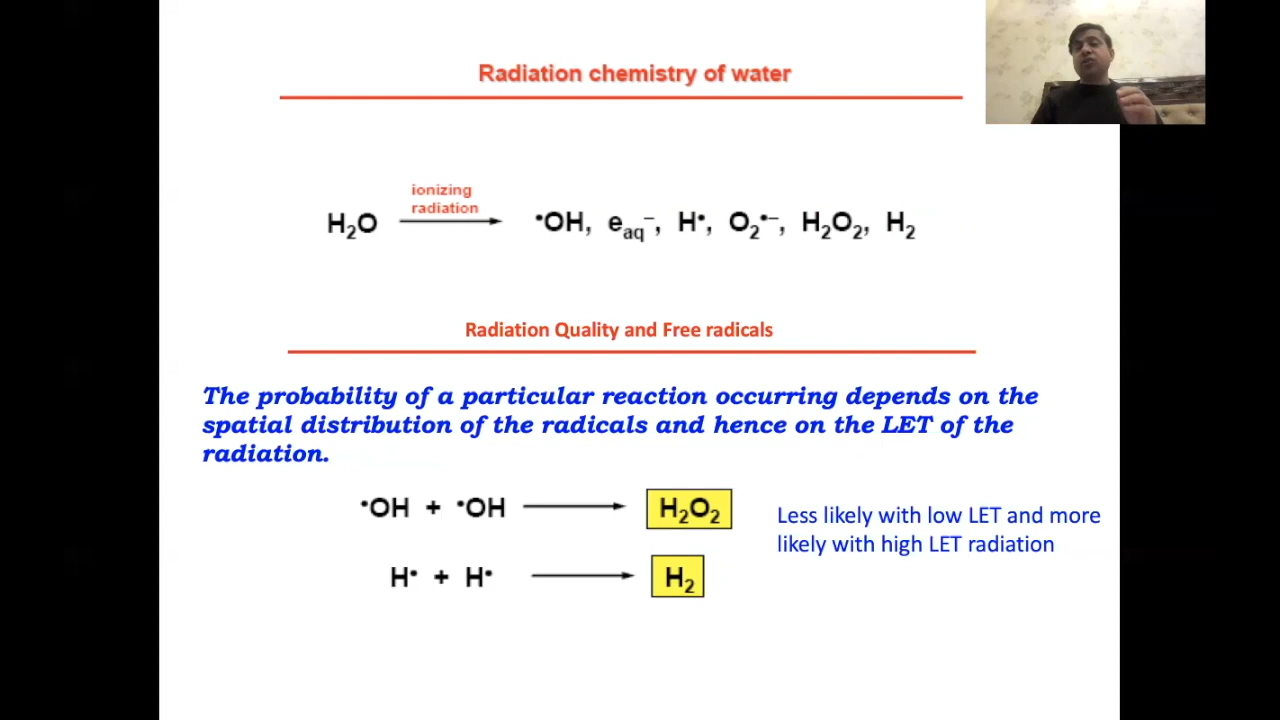 Radiation chemistry of water
ionizing
radiation
H₂O → •OH, eₐq⁻, H•, O₂•⁻, H₂O₂, H₂
Radiation Quality and Free radicals
The probability of a particular reaction occurring depends on the
spatial distribution of the radicals and hence on the LET of the
radiation.
•OH + •OH → H₂O₂
Less likely with low LET and more
likely with high LET radiation
H• + H• → H₂